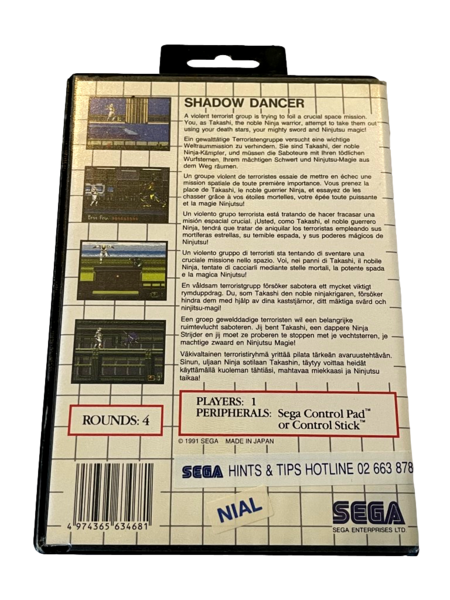 SHADOW DANCER
A violent terrorist group is trying to foil a crucial space mission.
You, as Takashi, the noble Ninja warrior, attempt to take them out
using your death stars, your mighty sword and Ninjutsu magic!
Ein gewalttätige Terroristengruppe versucht eine wichtige
Weltraummission zu verhindern. Sie sind Takashi, der noble
Ninja-Kämpfer, und müssen die Saboteure mit Ihren tödlichen
Wurfsternen, Ihrem mächtigen Schwert und Ninjutsu-Magie aus
dem Weg räumen.
Un groupe violent de terroristes essaie de mettre en échec une
mission spatiale de toute première importance. Vous prenez la
place de Takashi, le noble guerrier Ninja, et essayez de les
chasser grâce à vos étoiles mortelles, votre épée toute puissante
et la magie Ninjutsu!
Un violento grupo terrorista está tratando de hacer fracasar una
misión espacial crucial. ¡Usted, como Takashi, el noble guerrero
Ninja, tendrá que tratar de aniquilar los terroristas empleando sus
mortíferas estrellas, su temible espada, y sus poderes mágicos de
Ninjutsu!
Un violento gruppo di terroristi sta tentando di sventare una
cruciale missione nello spazio. Voi, nei panni di Takashi, il nobile
Ninja, tentate di cacciarli mediante stelle mortali, la potente spada
e la magica Ninjutsu!
En våldsam terroristgrupp försöker sabotera ett mycket viktigt
rymduppdrag. Du, som Takashi den noble ninjakrigaren, försöker
hindra dem med hjälp av dina kaststjärnor, ditt mäktiga svärd och
ninjitsu-magi!
Een groep gewelddadige terroristen wil een belangrijke
ruimtevlucht saboteren. Jij bent Takashi, een dappere Ninja
Strijder en je moet ze proberen te stoppen met je vechtsterren, je
machtige zwaard en Ninjutsu Magie!
Väkivaltainen terroristiryhmä yrittää pilata tärkeän avaruustehtävän.
Sinun, uljaan Ninja sotilaan Takashin, täytyy voittaa heidät
käyttämällä kuoleman tähtiäsi, mahtavaa miekkaasi ja Ninjutsu
taikaa!
ROUNDS: 4
PLAYERS: 1
PERIPHERALS: Sega Control Pad™
or Control Stick™
© 1991 SEGA MADE IN JAPAN
SEGA HINTS & TIPS HOTLINE 02 663 878
NIAL
4 974365 634681
SEGA
SEGA ENTERPRISES LTD.